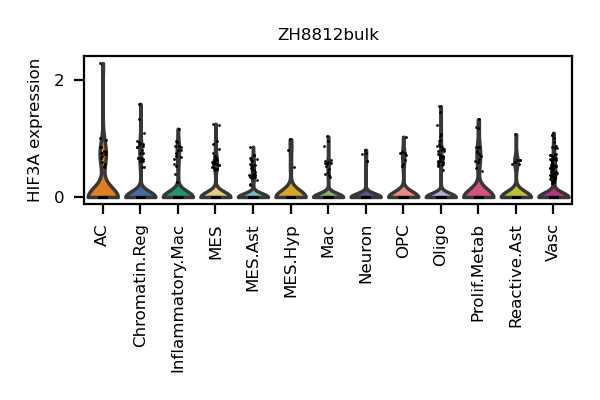 ZH8812bulk
HIF3A expression
2
0
AC
Chromatin.Reg
Inflammatory.Mac
MES
MES.Ast
MES.Hyp
Mac
Neuron
OPC
Oligo
Prolif.Metab
Reactive.Ast
Vasc